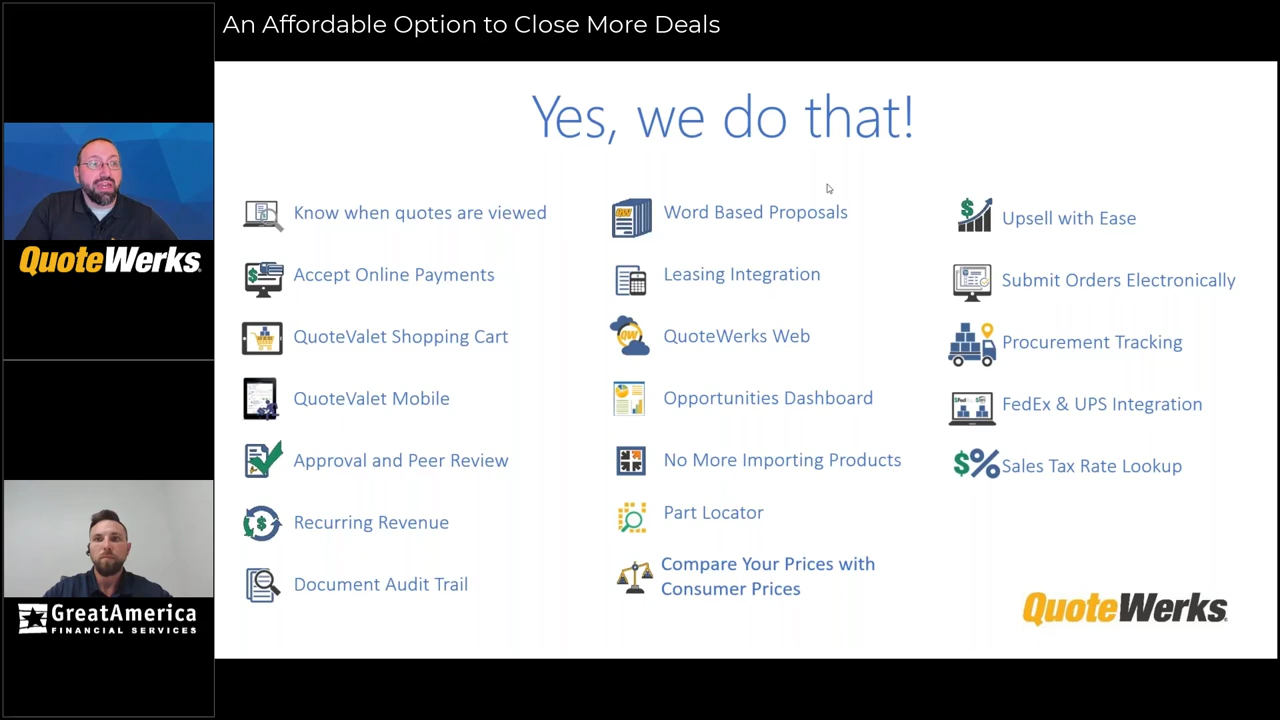 An Affordable Option to Close More Deals
Yes, we do that!
Know when quotes are viewed
Accept Online Payments
QuoteValet Shopping Cart
QuoteValet Mobile
Approval and Peer Review
Recurring Revenue
Document Audit Trail
Word Based Proposals
Leasing Integration
QuoteWerks Web
Opportunities Dashboard
No More Importing Products
Part Locator
Compare Your Prices with
Consumer Prices
Upsell with Ease
Submit Orders Electronically
Procurement Tracking
FedEx & UPS Integration
Sales Tax Rate Lookup
QuoteWerks
QuoteWerks
GreatAmerica
FINANCIAL SERVICES